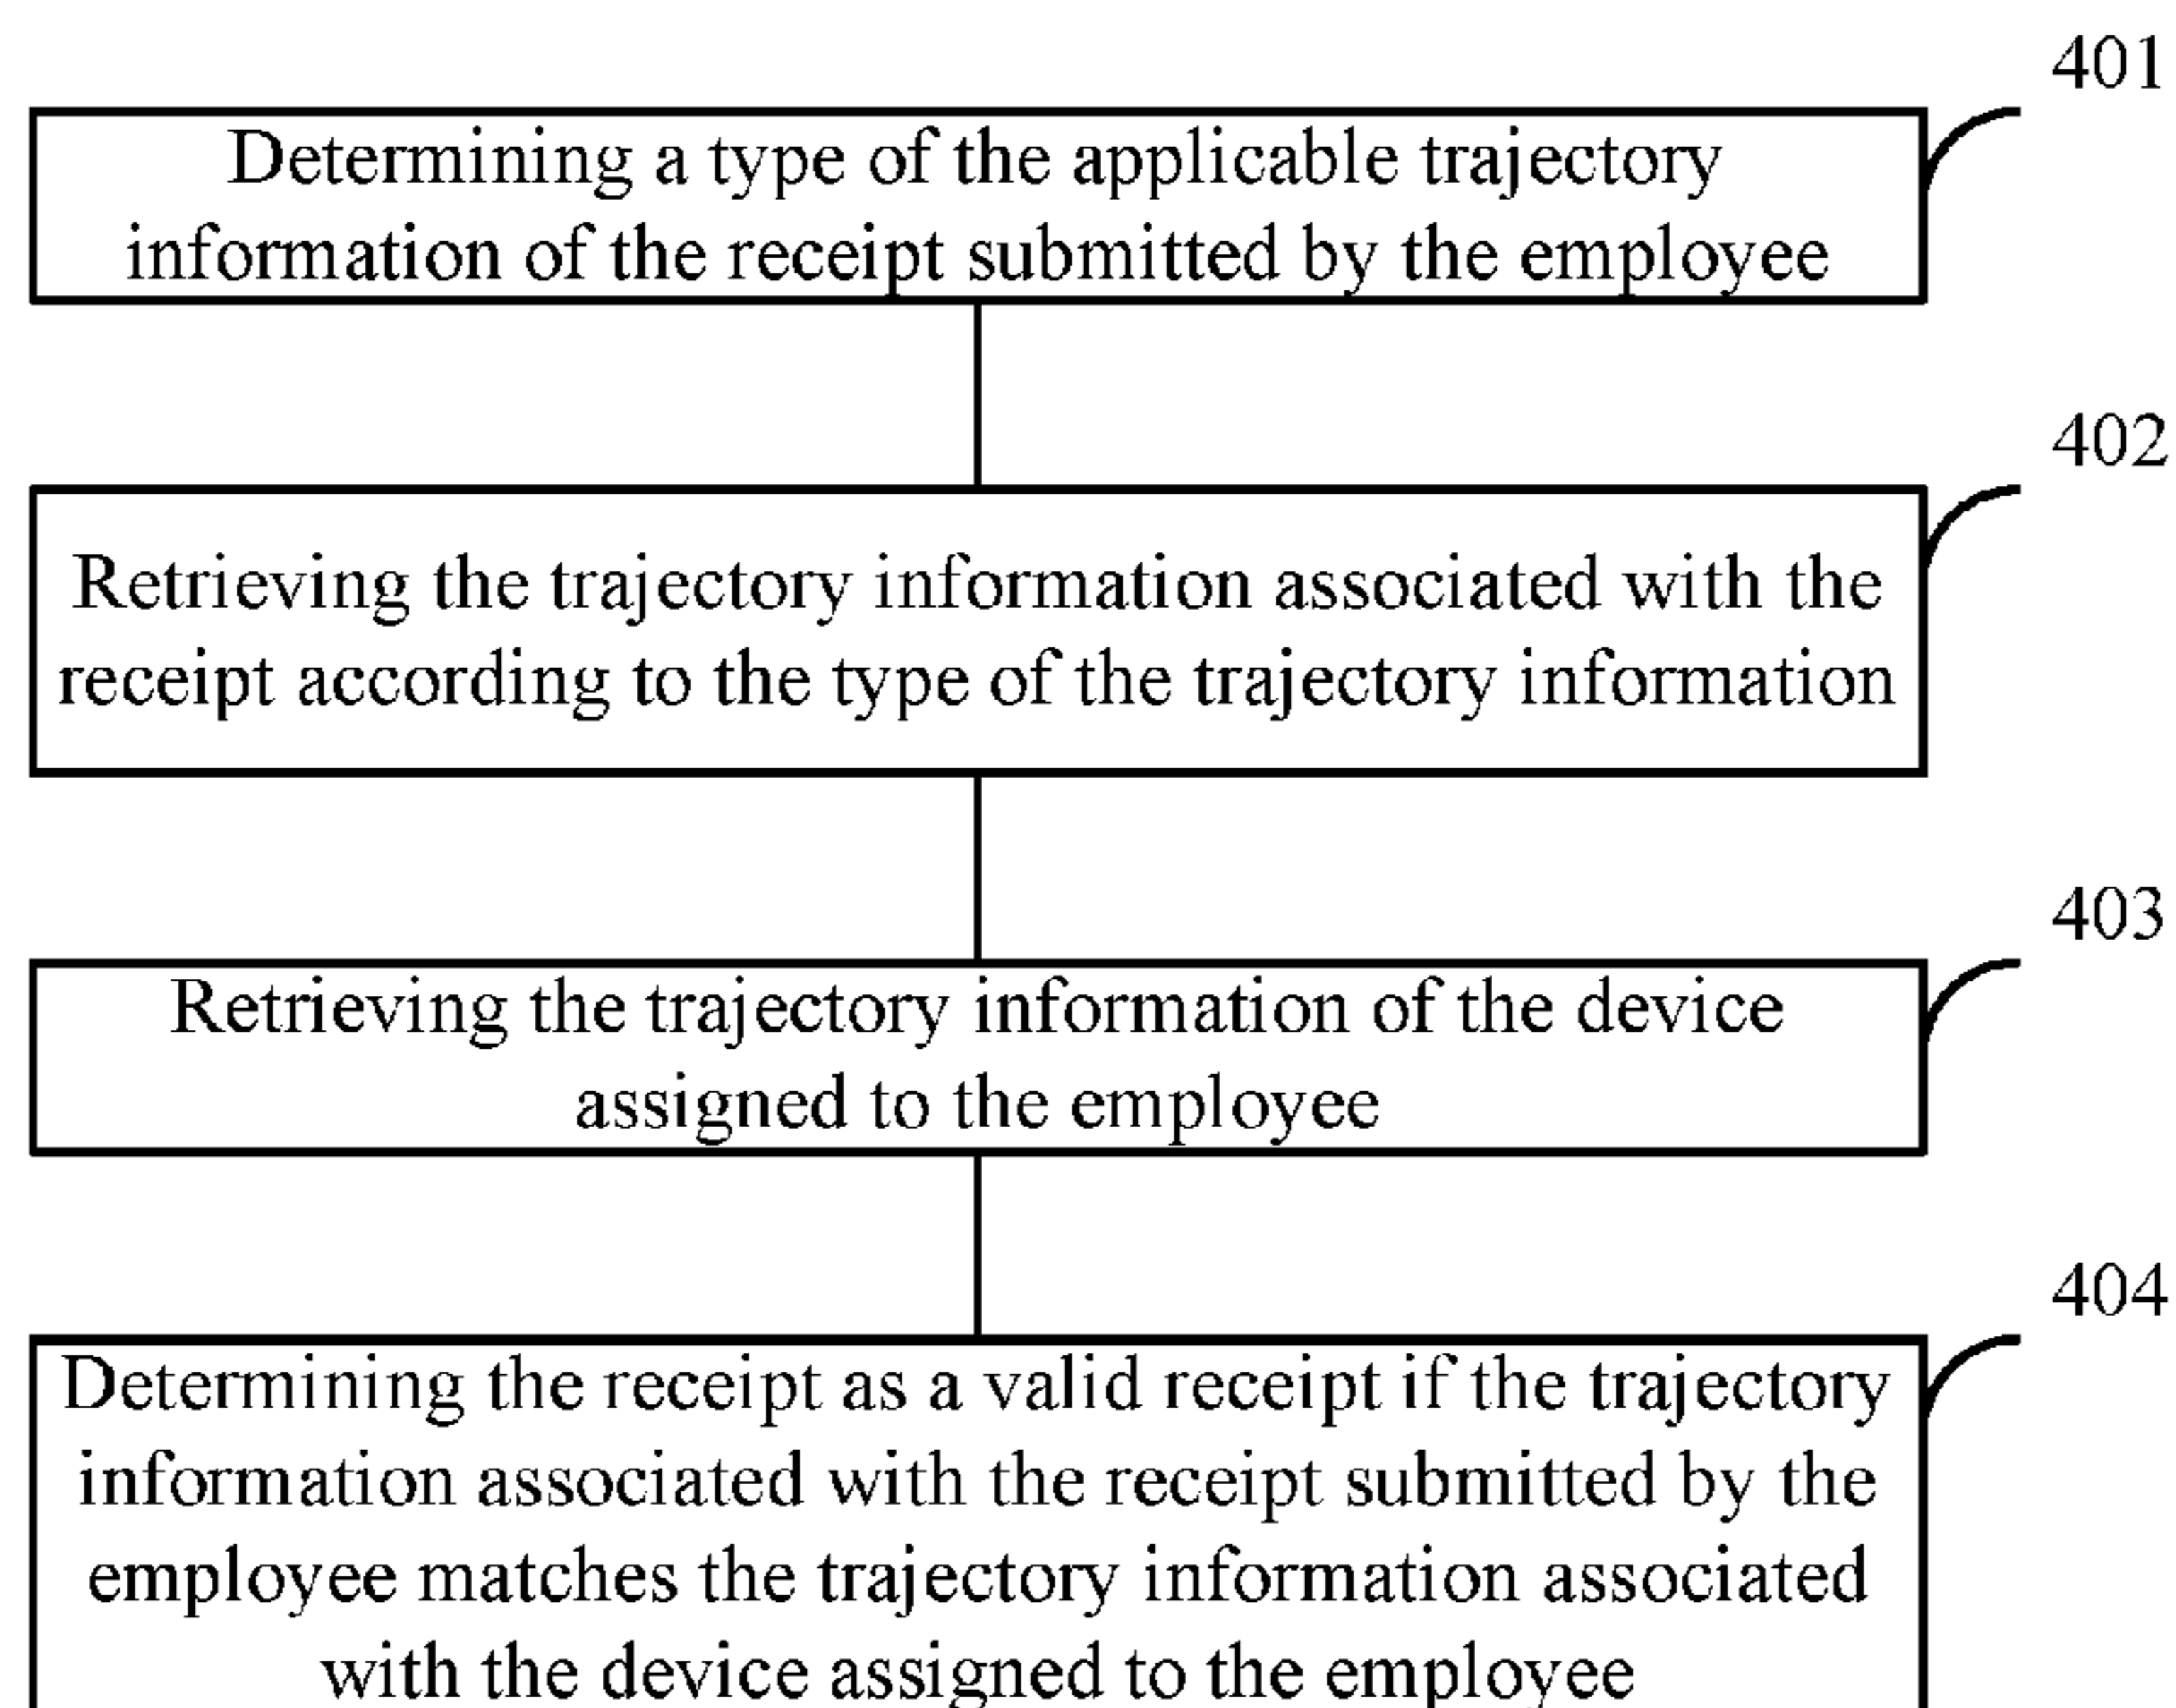 401
Determining a type of the applicable trajectory
information of the receipt submitted by the employee
402
Retrieving the trajectory information associated with the
receipt according to the type of the trajectory information
403
Retrieving the trajectory information of the device
assigned to the employee
404
Determining the receipt as a valid receipt if the trajectory
information associated with the receipt submitted by the
employee matches the trajectory information associated
with the device assigned to the employee